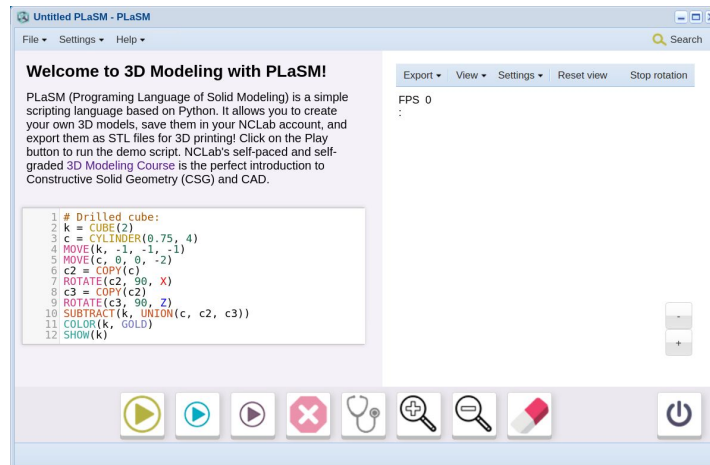 Untitled PLaSM - PLaSM
File Settings Help Search
Welcome to 3D Modeling with PLaSM!
PLaSM (Programing Language of Solid Modeling) is a simple
scripting language based on Python. It allows you to create
your own 3D models, save them in your NCLab account, and
export them as STL files for 3D printing! Click on the Play
button to run the demo script. NCLab's self-paced and self-
graded 3D Modeling Course is the perfect introduction to
Constructive Solid Geometry (CSG) and CAD.
1 # Drilled cube:
2 k = CUBE(2)
3 c = CYLINDER(0.75, 4)
4 MOVE(k, -1, -1, -1)
5 MOVE(c, 0, 0, -2)
6 c2 = COPY(c)
7 ROTATE(c2, 90, X)
8 c3 = COPY(c2)
9 ROTATE(c3, 90, Z)
10 SUBTRACT(k, UNION(c, c2, c3))
11 COLOR(k, GOLD)
12 SHOW(k)
Export View Settings Reset view Stop rotation
FPS 0
:
-
+